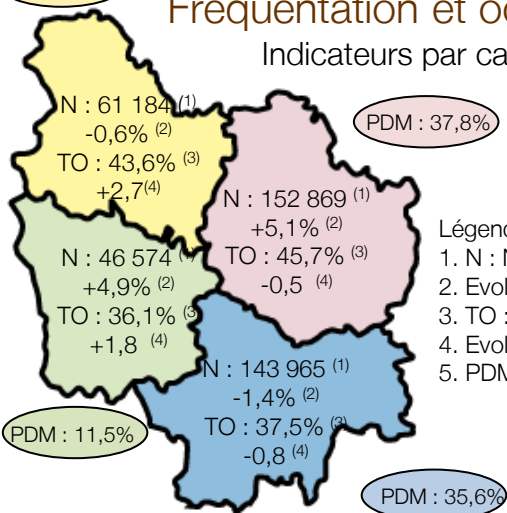 Fréquentation et oc
Indicateurs par ca
N : 61 184 (1)
-0,6% (2)
TO : 43,6% (3)
+2,7(4)
PDM : 37,8%
N : 152 869 (1)
+5,1% (2)
TO : 45,7% (3)
-0,5 (4)
Légend
1. N : N
2. Evol
3. TO :
4. Evol
5. PDM
N : 46 574 (1)
+4,9% (2)
TO : 36,1% (3)
+1,8 (4)
N : 143 965 (1)
-1,4% (2)
TO : 37,5% (3)
-0,8 (4)
PDM : 11,5%
PDM : 35,6%